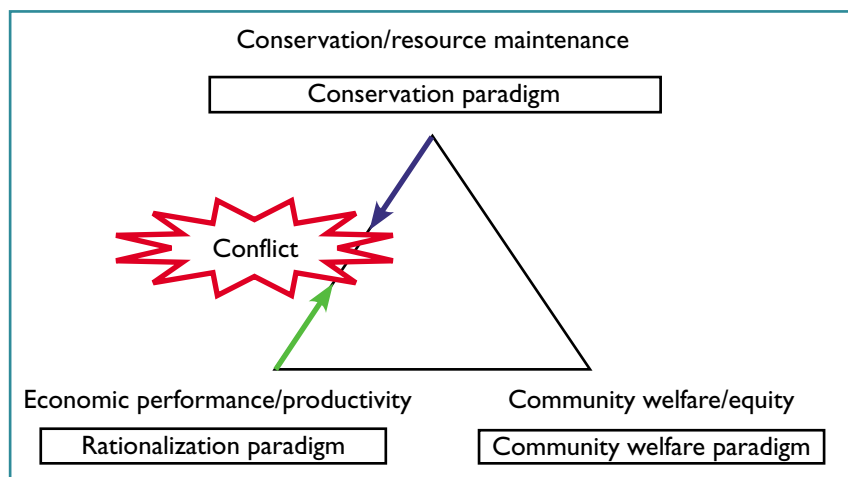 Conservation/resource maintenance
Conservation paradigm
Conflict
Economic performance/productivity
Community welfare/equity
Rationalization paradigm
Community welfare paradigm